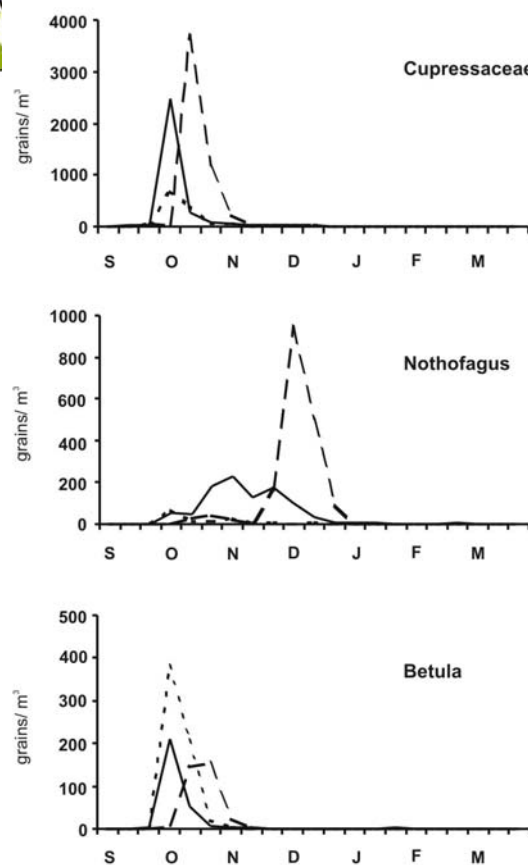 Cupressaceae
grains/ m³
4000
3000
2000
1000
0
S O N D J F M
Nothofagus
grains/ m³
1000
800
600
400
200
0
S O N D J F M
Betula
grains/ m³
500
400
300
200
100
0
S O N D J F M